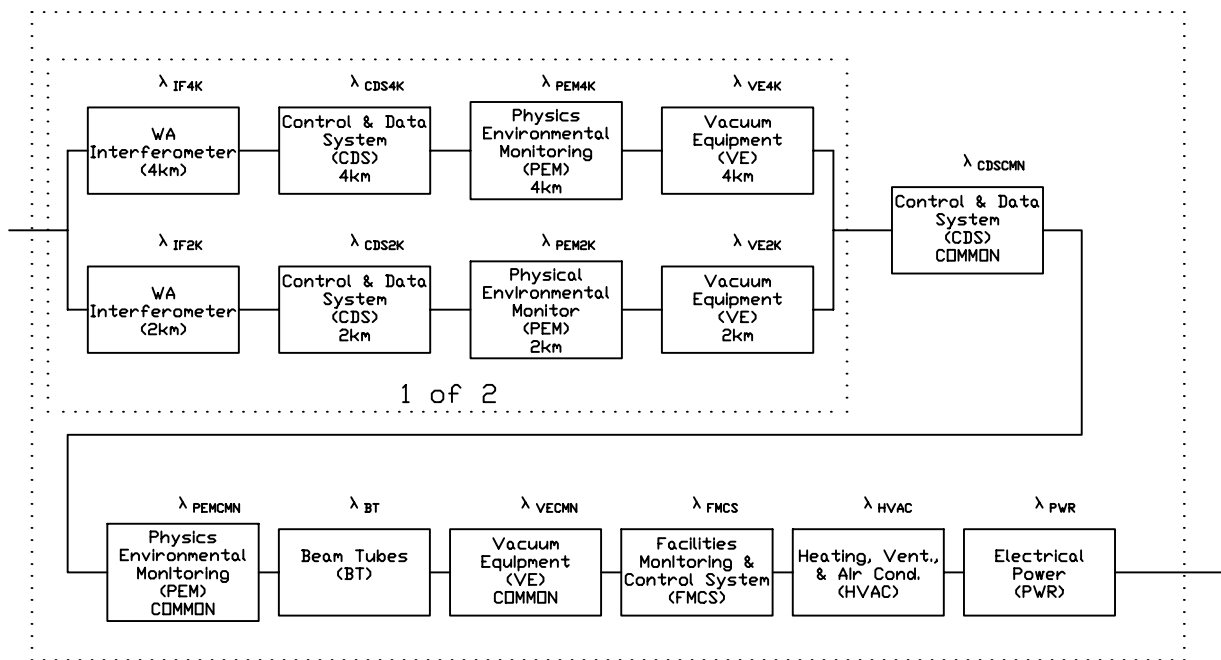 λ IF4K
λ CDS4K
λ PEM4K
λ VE4K
WA
Interferometer
(4km)
Control & Data
System
(CDS)
4km
Physics
Environmental
Monitoring
(PEM)
4km
Vacuum
Equipment
(VE)
4km
λ CDSCMN
Control & Data
System
(CDS)
COMMON
λ IF2K
λ CDS2K
λ PEM2K
λ VE2K
WA
Interferometer
(2km)
Control & Data
System
(CDS)
2km
Physical
Environmental
Monitor
(PEM)
2km
Vacuum
Equipment
(VE)
2km
1 of 2
λ PEMCMN
λ BT
λ VECMN
λ FMCS
λ HVAC
λ PWR
Physics
Environmental
Monitoring
(PEM)
COMMON
Beam Tubes
(BT)
Vacuum
Equipment
(VE)
COMMON
Facilities
Monitoring &
Control System
(FMCS)
Heating, Vent.,
& Air Cond.
(HVAC)
Electrical
Power
(PWR)